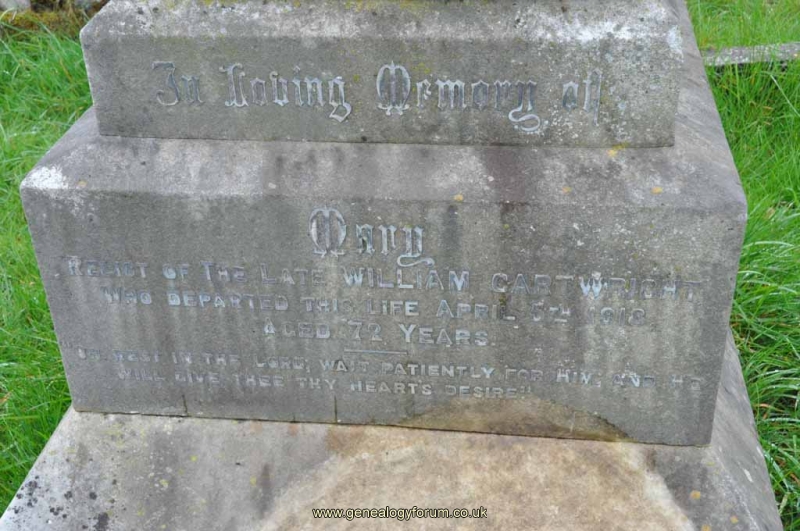 In Loving Memory of
Mary
RELICT OF THE LATE WILLIAM CARTWRIGHT
WHO DEPARTED THIS LIFE APRIL 5TH 1918
AGED 72 YEARS.
REST IN THE LORD, WAIT PATIENTLY FOR HIM, AND HE
WILL GIVE THEE THY HEARTS DESIRE"
www.genealogyforum.co.uk